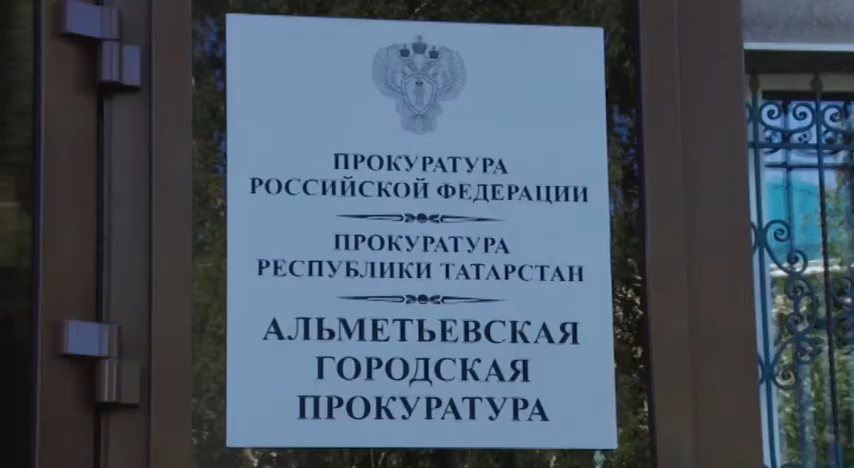 ПРОКУРАТУРА
РОССИЙСКОЙ ФЕДЕРАЦИИ
ПРОКУРАТУРА
РЕСПУБЛИКИ ТАТАРСТАН
АЛЬМЕТЬЕВСКАЯ
ГОРОДСКАЯ
ПРОКУРАТУРА